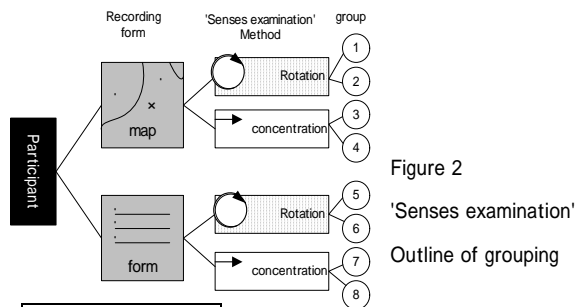 Recording
form
'Senses examination'
Method
group
Participant
map
Rotation
concentration
1
2
3
4
form
Rotation
concentration
5
6
7
8
Figure 2
'Senses examination'
Outline of grouping